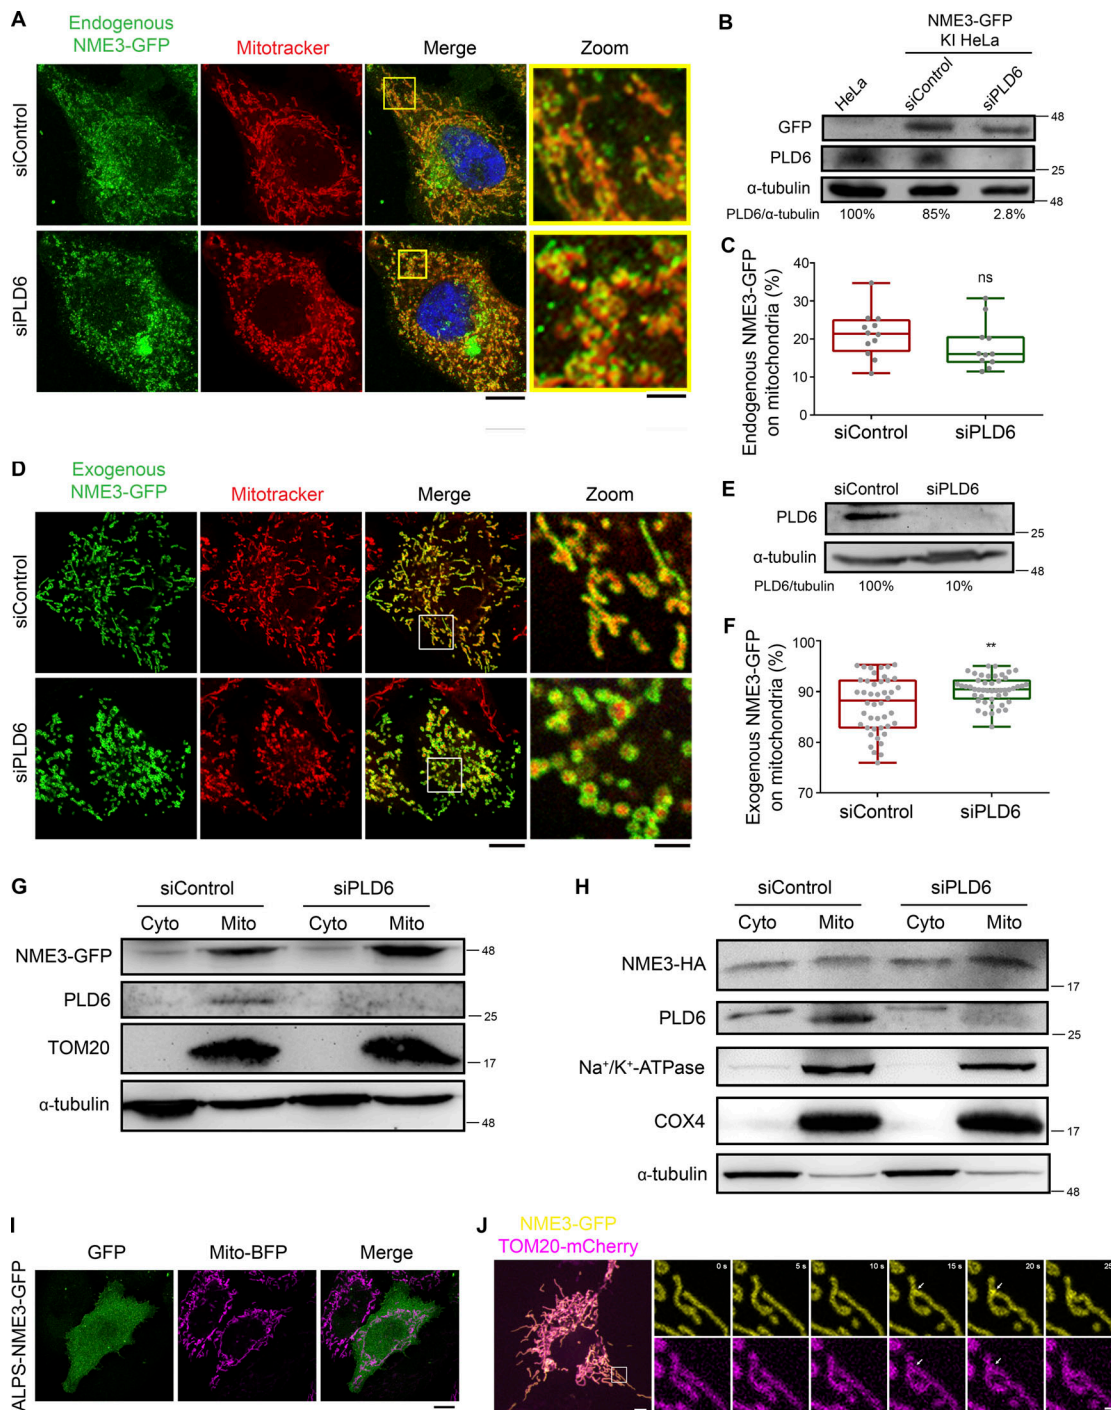 A
Endogenous
NME3-GFP
Mitotracker
Merge
Zoom
siControl
siPLD6
B
NME3-GFP
KI HeLa
HeLa
siControl
siPLD6
GFP
48
PLD6
25
α-tubulin
48
PLD6/α-tubulin 100% 85% 2.8%
C
Endogenous NME3-GFP
on mitochondria (%)
40
30
20
10
0
ns
siControl
siPLD6
D
Exogenous
NME3-GFP
Mitotracker
Merge
Zoom
siControl
siPLD6
E
siControl siPLD6
PLD6
25
α-tubulin
48
PLD6/tubulin 100% 10%
F
Exogenous NME3-GFP
on mitochondria (%)
100
90
80
70
**
siControl
siPLD6
G
siControl siPLD6
Cyto Mito Cyto Mito
NME3-GFP
48
PLD6
25
TOM20
17
α-tubulin
48
H
siControl siPLD6
Cyto Mito Cyto Mito
NME3-HA
17
PLD6
25
Na⁺/K⁺-ATPase
COX4
17
α-tubulin
48
I
GFP
Mito-BFP
Merge
ALPS-NME3-GFP
J
NME3-GFP
TOM20-mCherry
0 s
5 s
10 s
15 s
20 s